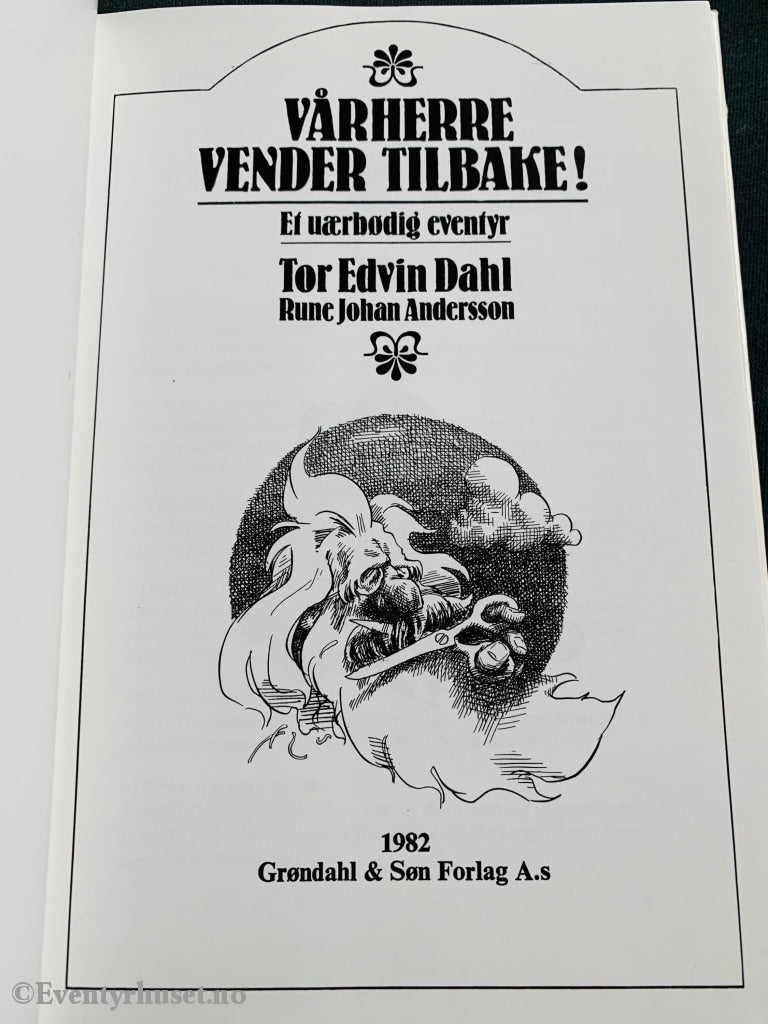 VÅRHERRE
VENDER TILBAKE!
Et uærbødig eventyr
Tor Edvin Dahl
Rune Johan Andersson
1982
Grøndahl & Søn Forlag A.s
©Eventyrhuset.no